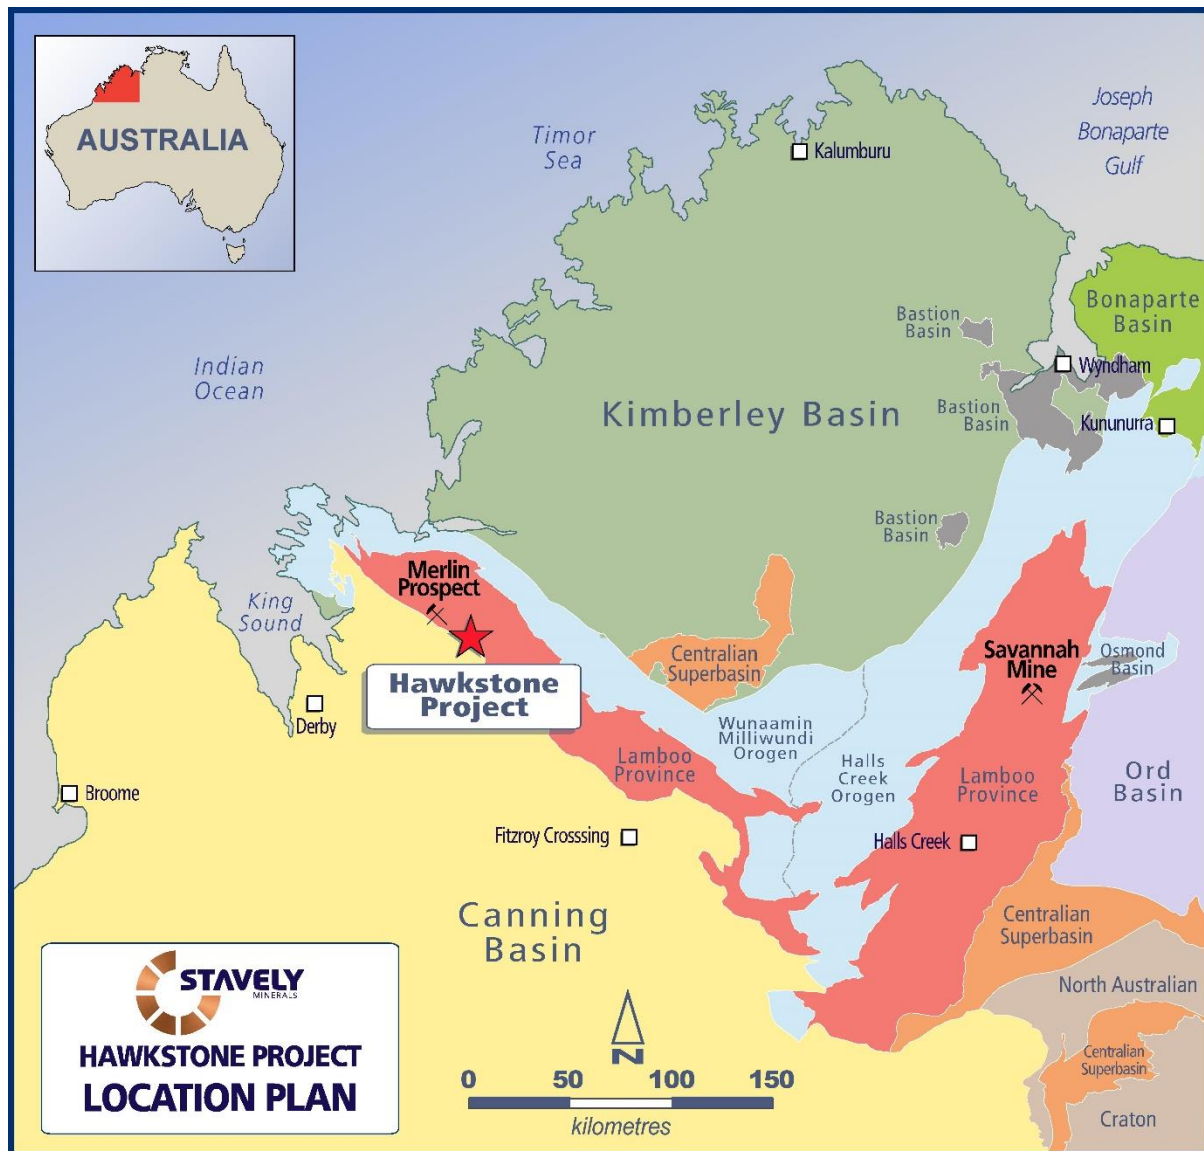 AUSTRALIA
Timor
Sea
Joseph
Bonaparte
Gulf
Kalumburu
Bonaparte
Basin
Bastion
Basin
Indian
Ocean
Wyndham
Kimberley Basin
Bastion
Basin
Kununurra
Bastion
Basin
Merlin
Prospect
King
Sound
Hawkstone
Project
Centralian
Superbasin
Savannah
Mine
Osmond
Basin
Derby
Wunaamin
Milliwundi
Orogen
Lamboo
Province
Halls
Creek
Orogen
Lamboo
Province
Ord
Basin
Broome
Fitzroy Crosssing
Halls Creek
Canning
Basin
Centralian
Superbasin
North Australian
Centralian
Superbasin
Craton
STAVELY
MINERALS
HAWKSTONE PROJECT
LOCATION PLAN
N
0 50 100 150
kilometres